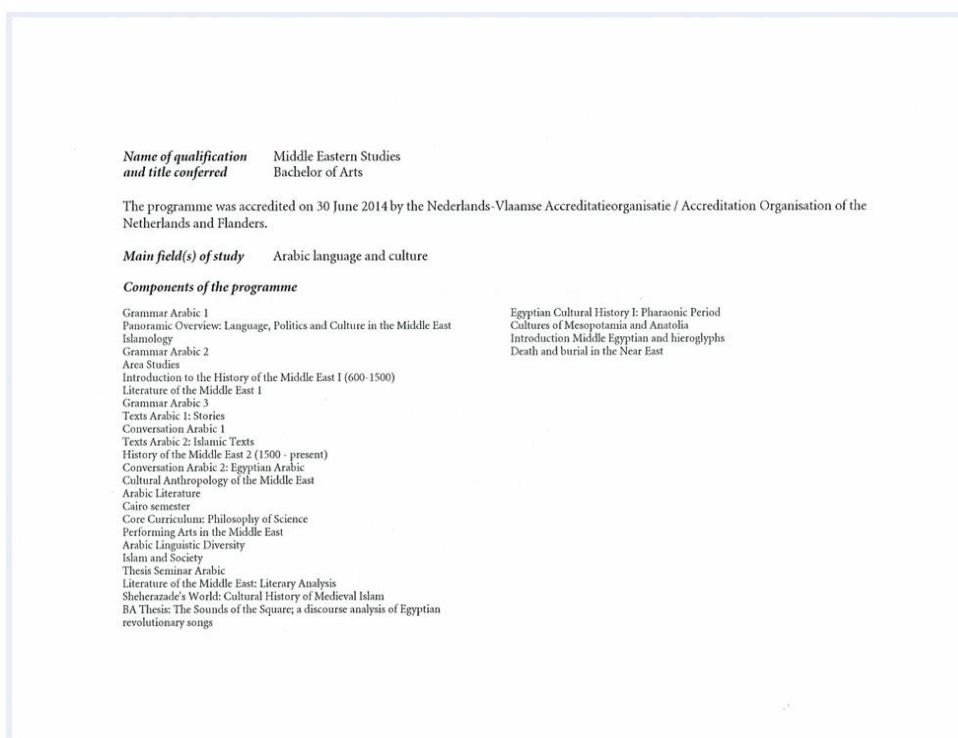 Name of qualification Middle Eastern Studies
and title conferred Bachelor of Arts
The programme was accredited on 30 June 2014 by the Nederlands-Vlaamse Accreditatieorganisatie / Accreditation Organisation of the
Netherlands and Flanders.
Main field(s) of study Arabic language and culture
Components of the programme
Grammar Arabic 1
Panoramic Overview: Language, Politics and Culture in the Middle East
Islamology
Grammar Arabic 2
Area Studies
Introduction to the History of the Middle East I (600-1500)
Literature of the Middle East 1
Grammar Arabic 3
Texts Arabic 1: Stories
Conversation Arabic 1
Texts Arabic 2: Islamic Texts
History of the Middle East 2 (1500 - present)
Conversation Arabic 2: Egyptian Arabic
Cultural Anthropology of the Middle East
Arabic Literature
Cairo semester
Core Curriculum: Philosophy of Science
Performing Arts in the Middle East
Arabic Linguistic Diversity
Islam and Society
Thesis Seminar Arabic
Literature of the Middle East: Literary Analysis
Sheherazade's World: Cultural History of Medieval Islam
BA Thesis: The Sounds of the Square; a discourse analysis of Egyptian
revolutionary songs
Egyptian Cultural History I: Pharaonic Period
Cultures of Mesopotamia and Anatolia
Introduction Middle Egyptian and hieroglyphs
Death and burial in the Near East